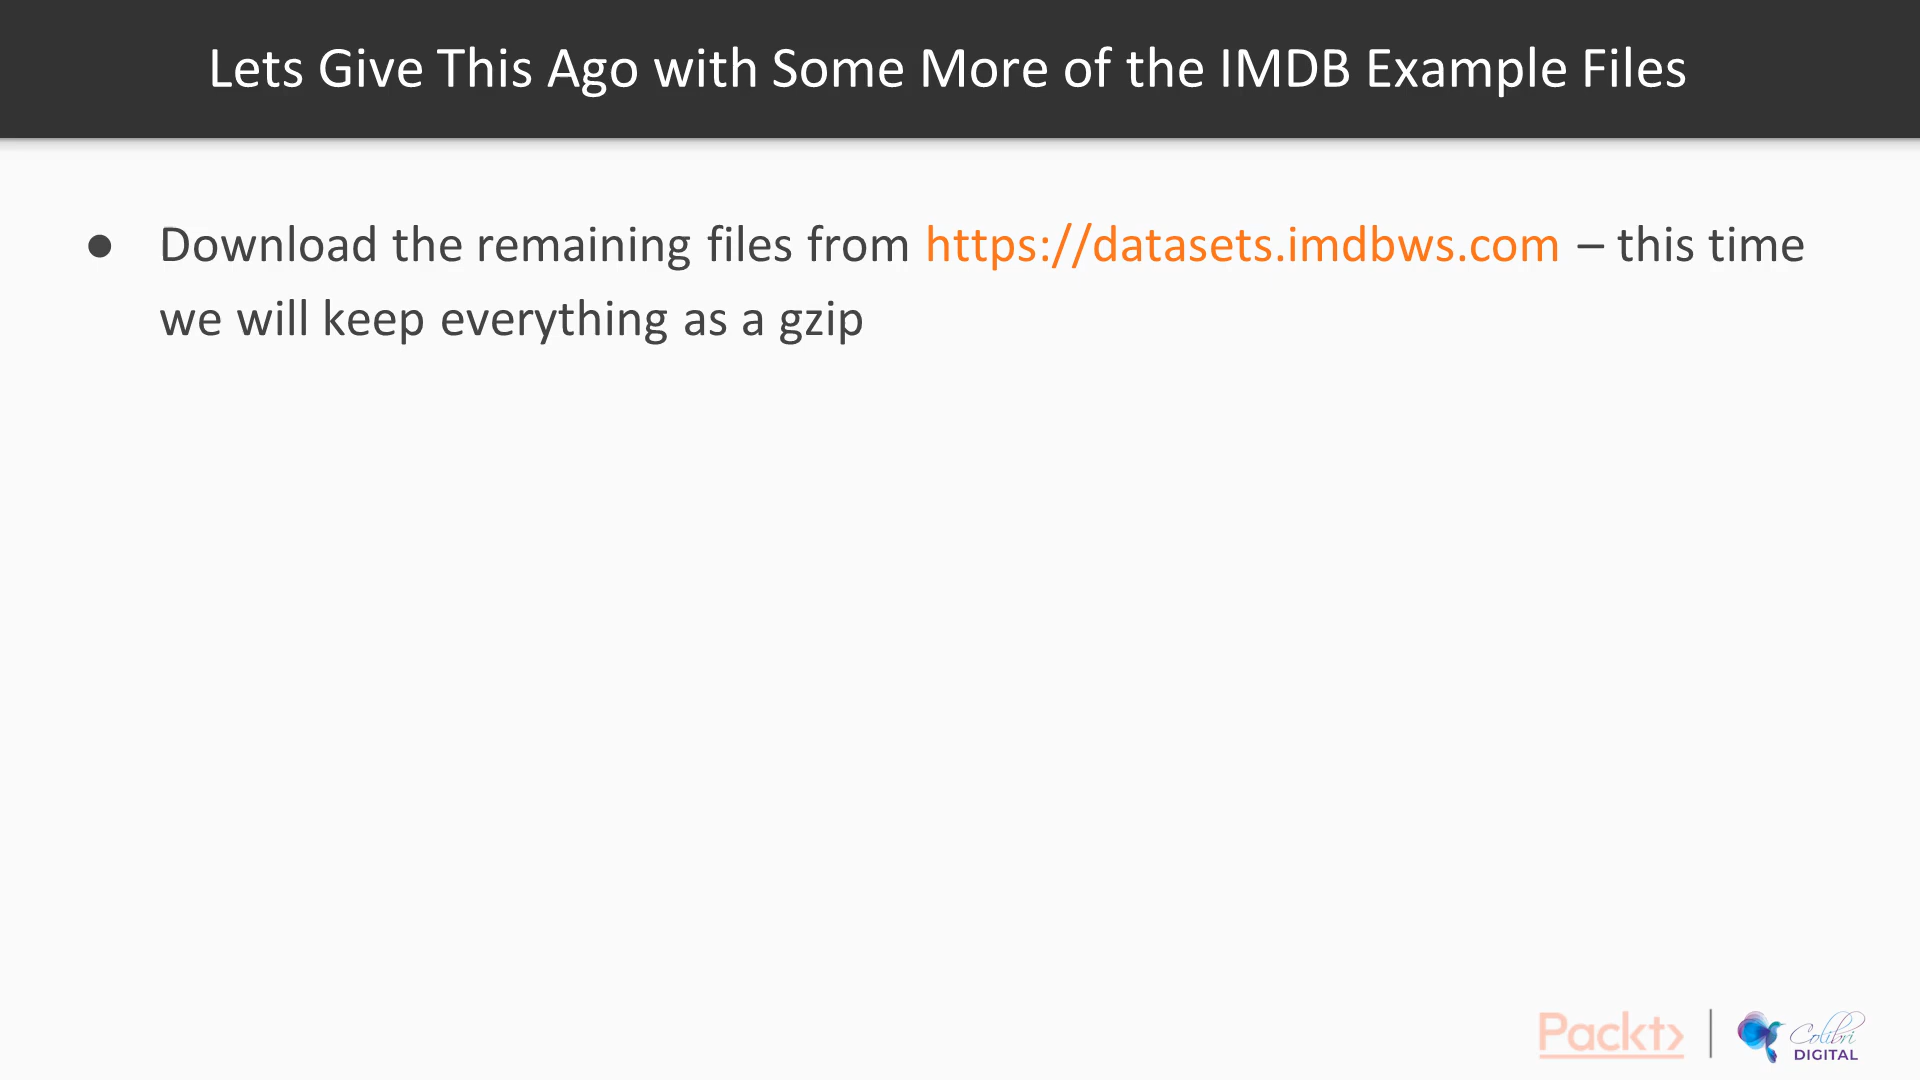 Lets Give This Ago with Some More of the IMDB Example Files
● Download the remaining files from https://datasets.imdbws.com – this time
we will keep everything as a gzip
Packt>
Colibri
DIGITAL